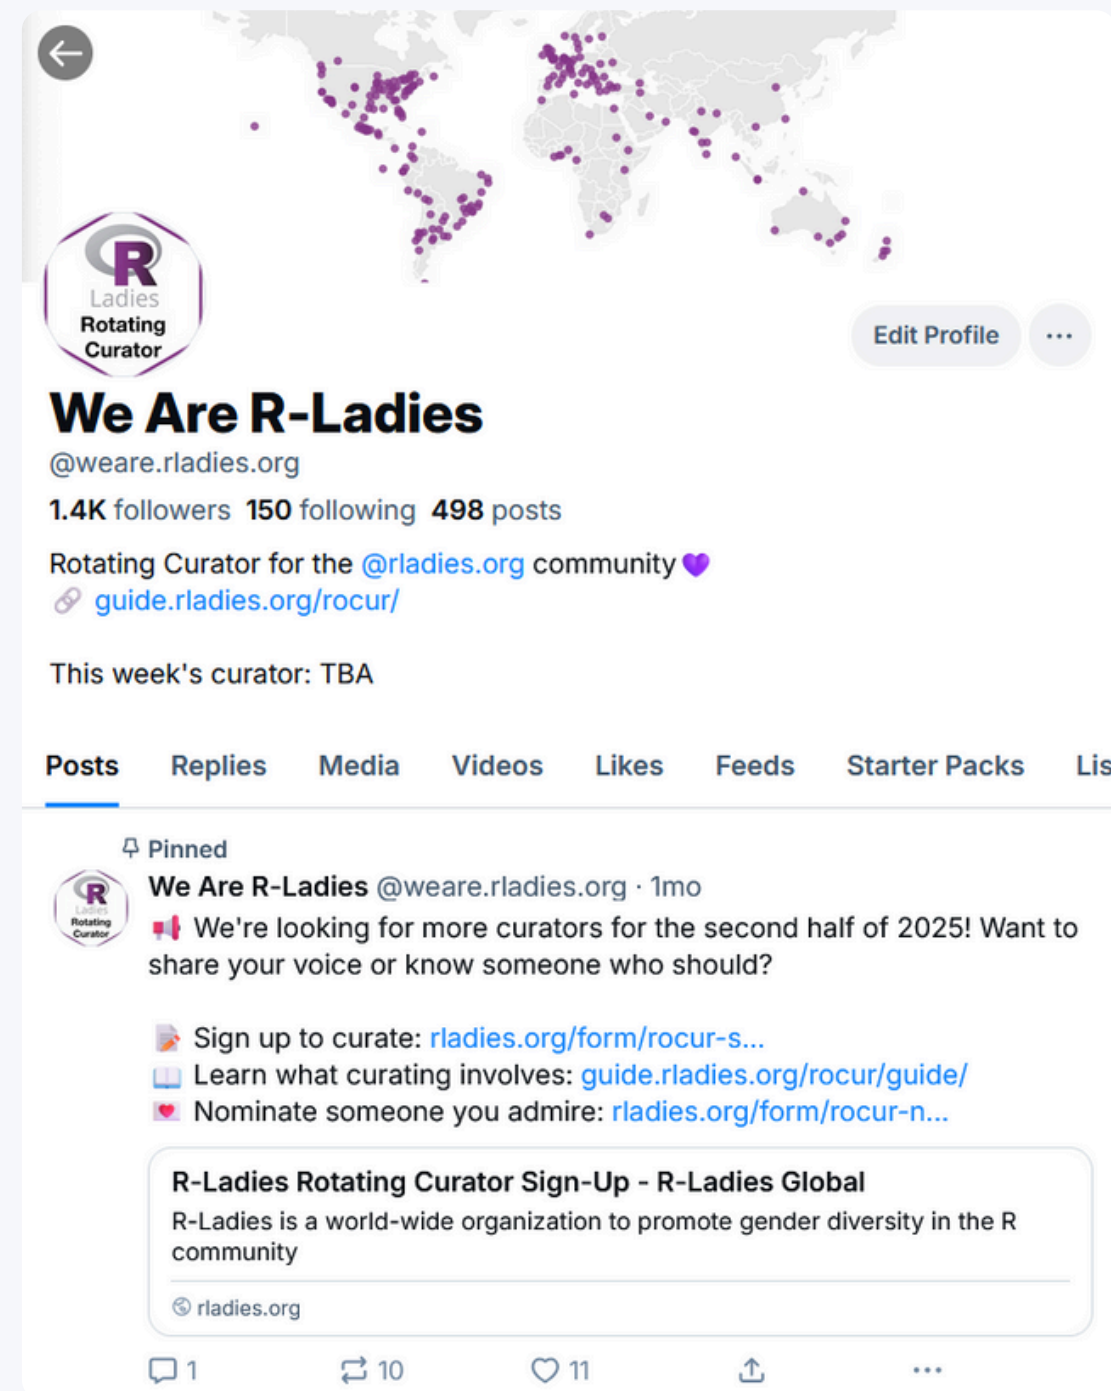 R
Ladies
Rotating
Curator
Edit Profile
We Are R-Ladies
@weare.rladies.org
1.4K followers 150 following 498 posts
Rotating Curator for the @rladies.org community💜
🔗 guide.rladies.org/rocur/
This week's curator: TBA
Posts Replies Media Videos Likes Feeds Starter Packs Lis
Pinned
R
Ladies
Rotating
Curator
We Are R-Ladies @weare.rladies.org · 1mo
📢 We're looking for more curators for the second half of 2025! Want to
share your voice or know someone who should?
📝 Sign up to curate: rladies.org/form/rocur-s...
📖 Learn what curating involves: guide.rladies.org/rocur/guide/
💌 Nominate someone you admire: rladies.org/form/rocur-n...
R-Ladies Rotating Curator Sign-Up - R-Ladies Global
R-Ladies is a world-wide organization to promote gender diversity in the R
community
rladies.org
1 10 11